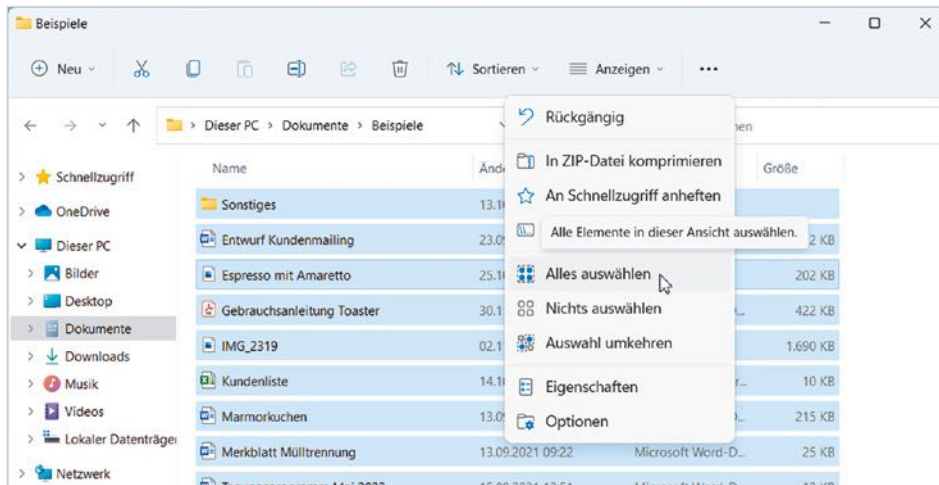 Beispiele
Neu
Sortieren
Anzeigen
Dieser PC > Dokumente > Beispiele
Name
Größe
Schnellzugriff
OneDrive
Dieser PC
Bilder
Desktop
Dokumente
Downloads
Musik
Videos
Lokaler Datenträger
Netzwerk
Sonstiges
Entwurf Kundenmailing
Espresso mit Amaretto 202 KB
Gebrauchsanleitung Toaster 422 KB
IMG_2319 1.690 KB
Kundenliste 10 KB
Marmorkuchen 215 KB
Merkblatt Mülltrennung 13.09.2021 09:22 Microsoft Word-D... 25 KB
Rückgängig
In ZIP-Datei komprimieren
An Schnellzugriff anheften
Alle Elemente in dieser Ansicht auswählen.
Alles auswählen
Nichts auswählen
Auswahl umkehren
Eigenschaften
Optionen